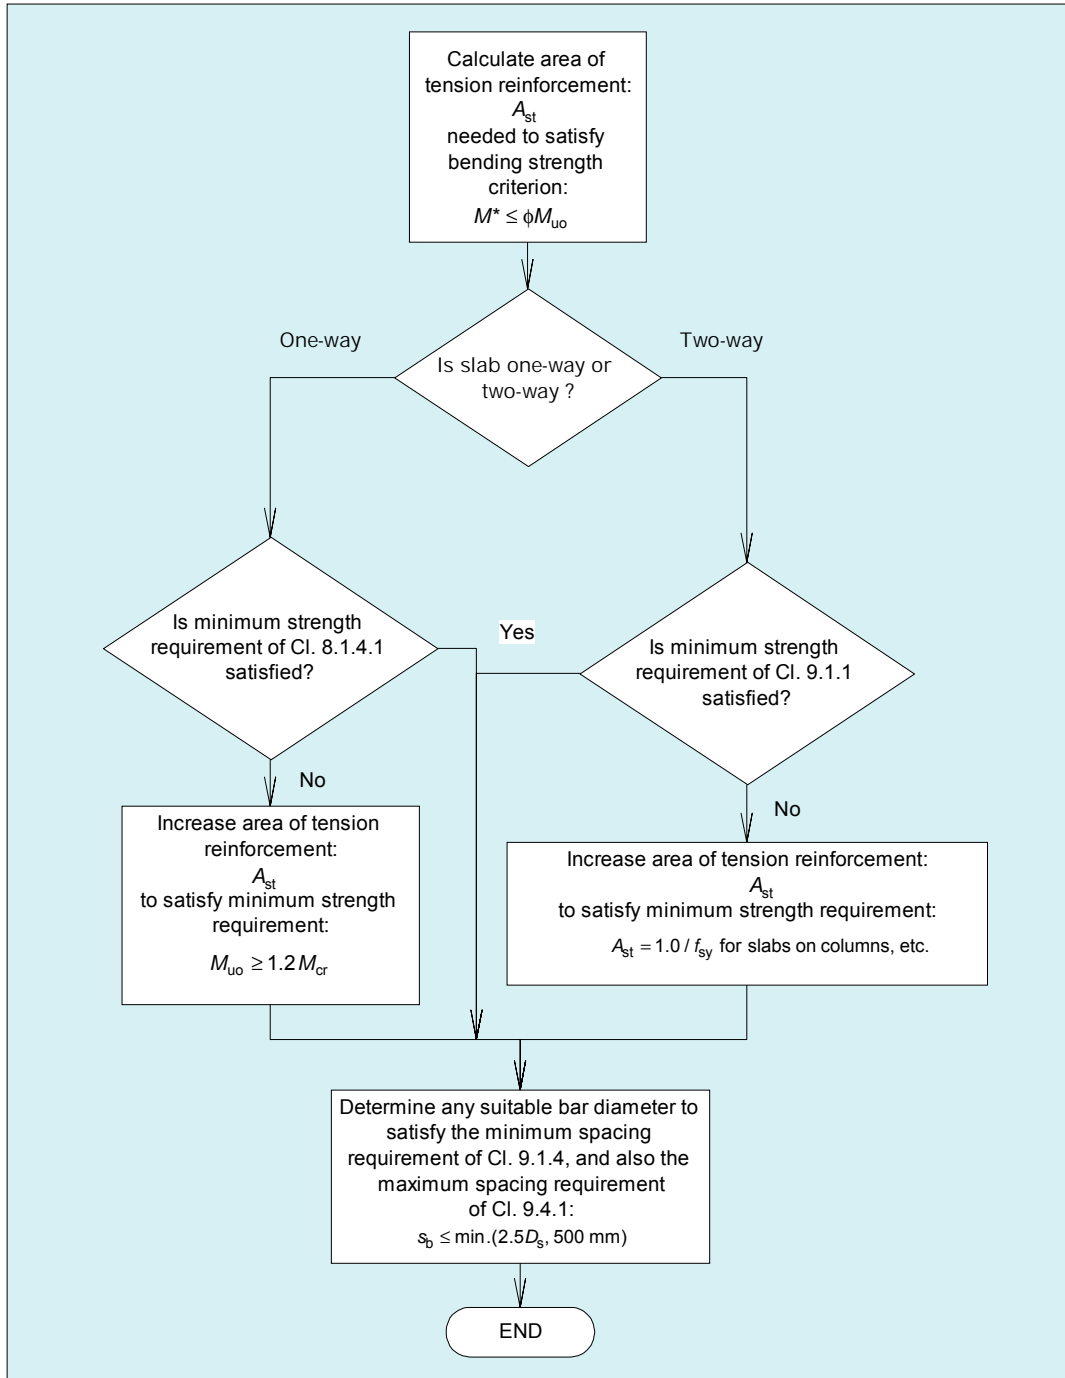 Calculate area of
tension reinforcement:
A_st
needed to satisfy
bending strength
criterion:
M* ≤ ϕM_uo
One-way
Two-way
Is slab one-way or
two-way ?
Is minimum strength
requirement of Cl. 8.1.4.1
satisfied?
Yes
Is minimum strength
requirement of Cl. 9.1.1
satisfied?
No
No
Increase area of tension
reinforcement:
A_st
to satisfy minimum strength
requirement:
M_uo ≥ 1.2 M_cr
Increase area of tension reinforcement:
A_st
to satisfy minimum strength requirement:
A_st = 1.0 / f_sy for slabs on columns, etc.
Determine any suitable bar diameter to
satisfy the minimum spacing
requirement of Cl. 9.1.4, and also the
maximum spacing requirement
of Cl. 9.4.1:
s_b ≤ min.(2.5D_s, 500 mm)
END